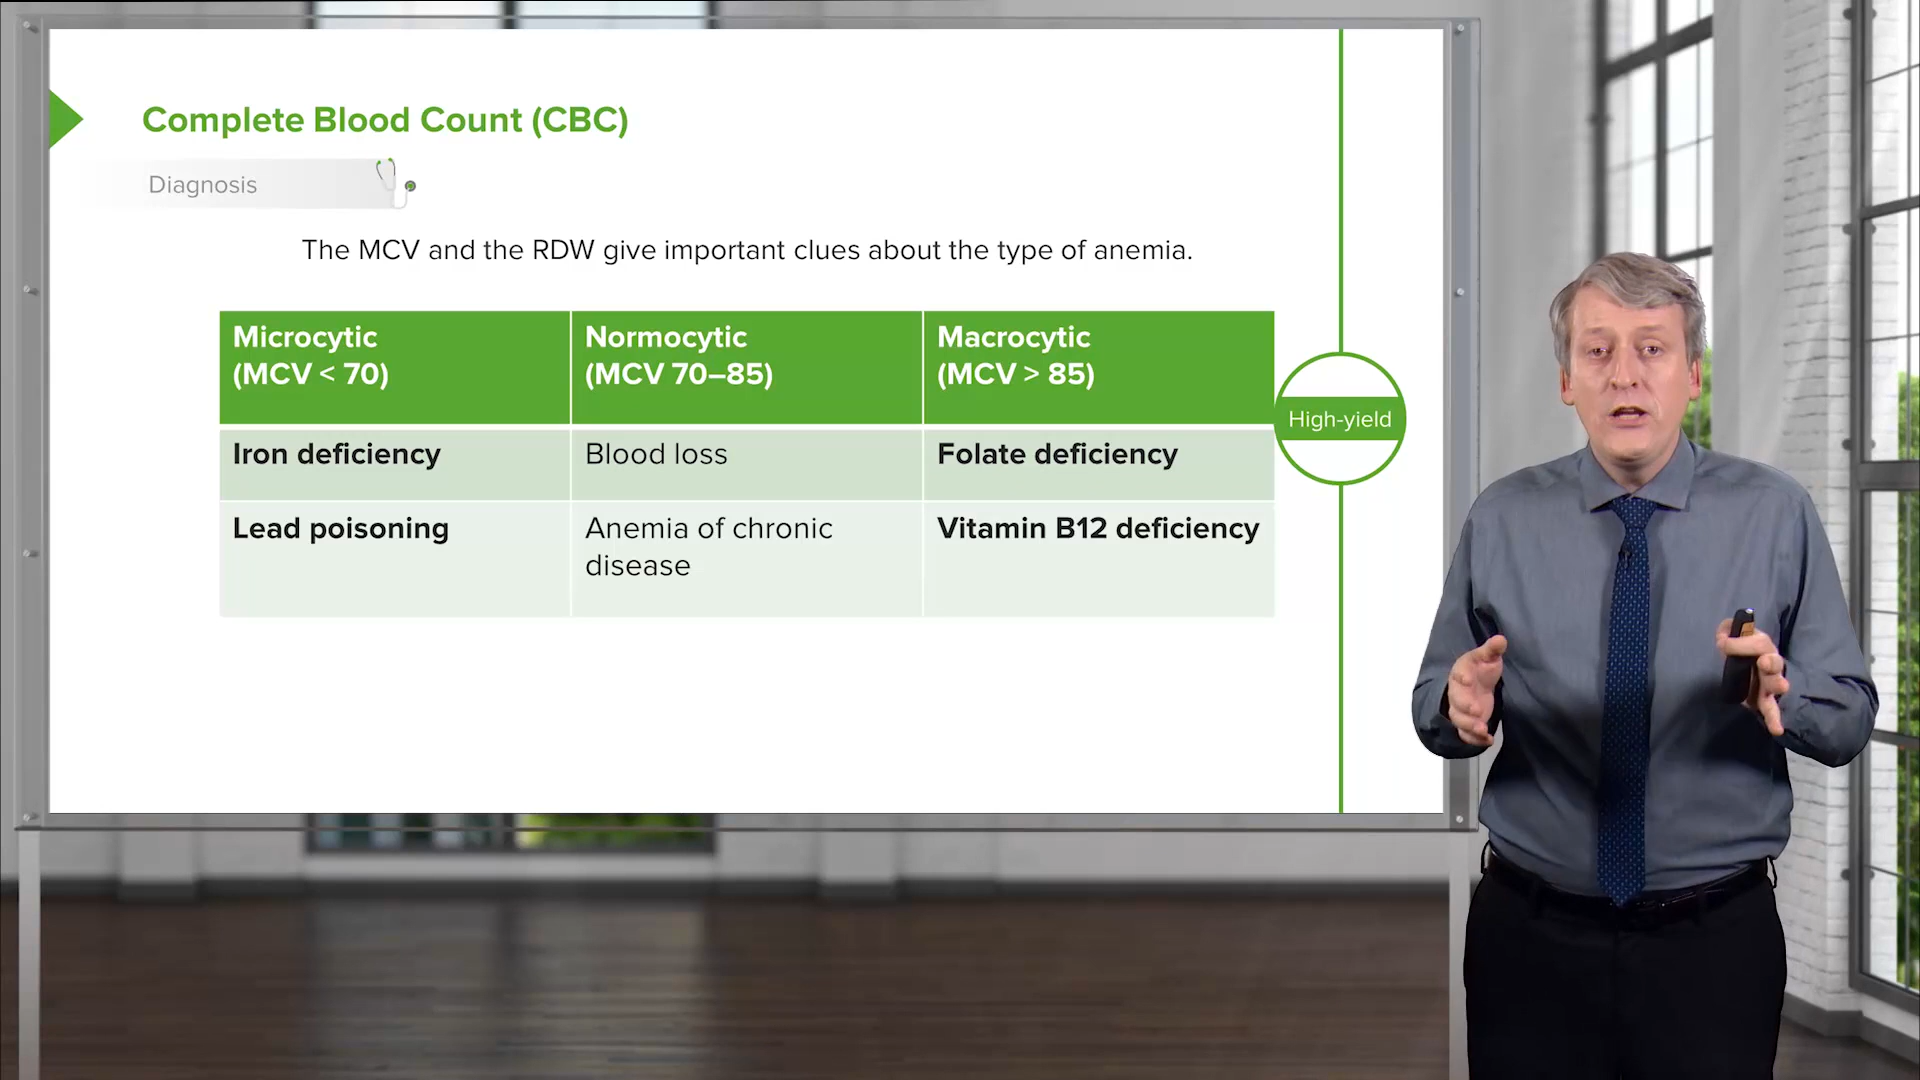 Complete Blood Count (CBC)
Diagnosis
The MCV and the RDW give important clues about the type of anemia.
Microcytic
(MCV < 70)
Normocytic
(MCV 70–85)
Macrocytic
(MCV > 85)
High-yield
Iron deficiency
Blood loss
Folate deficiency
Lead poisoning
Anemia of chronic
disease
Vitamin B12 deficiency